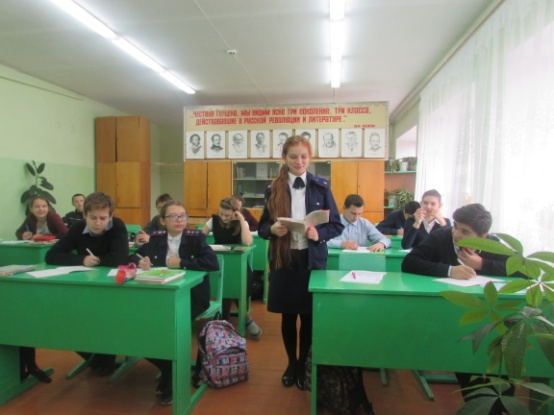 "ЧЕСТВУЯ ГЕРЦЕНА, МЫ ВИДИМ ЯСНО ТРИ ПОКОЛЕНИЯ, ТРИ КЛАССА,
ДЕЙСТВОВАВШИЕ В РУССКОЙ РЕВОЛЮЦИИ И ЛИТЕРАТУРЕ."